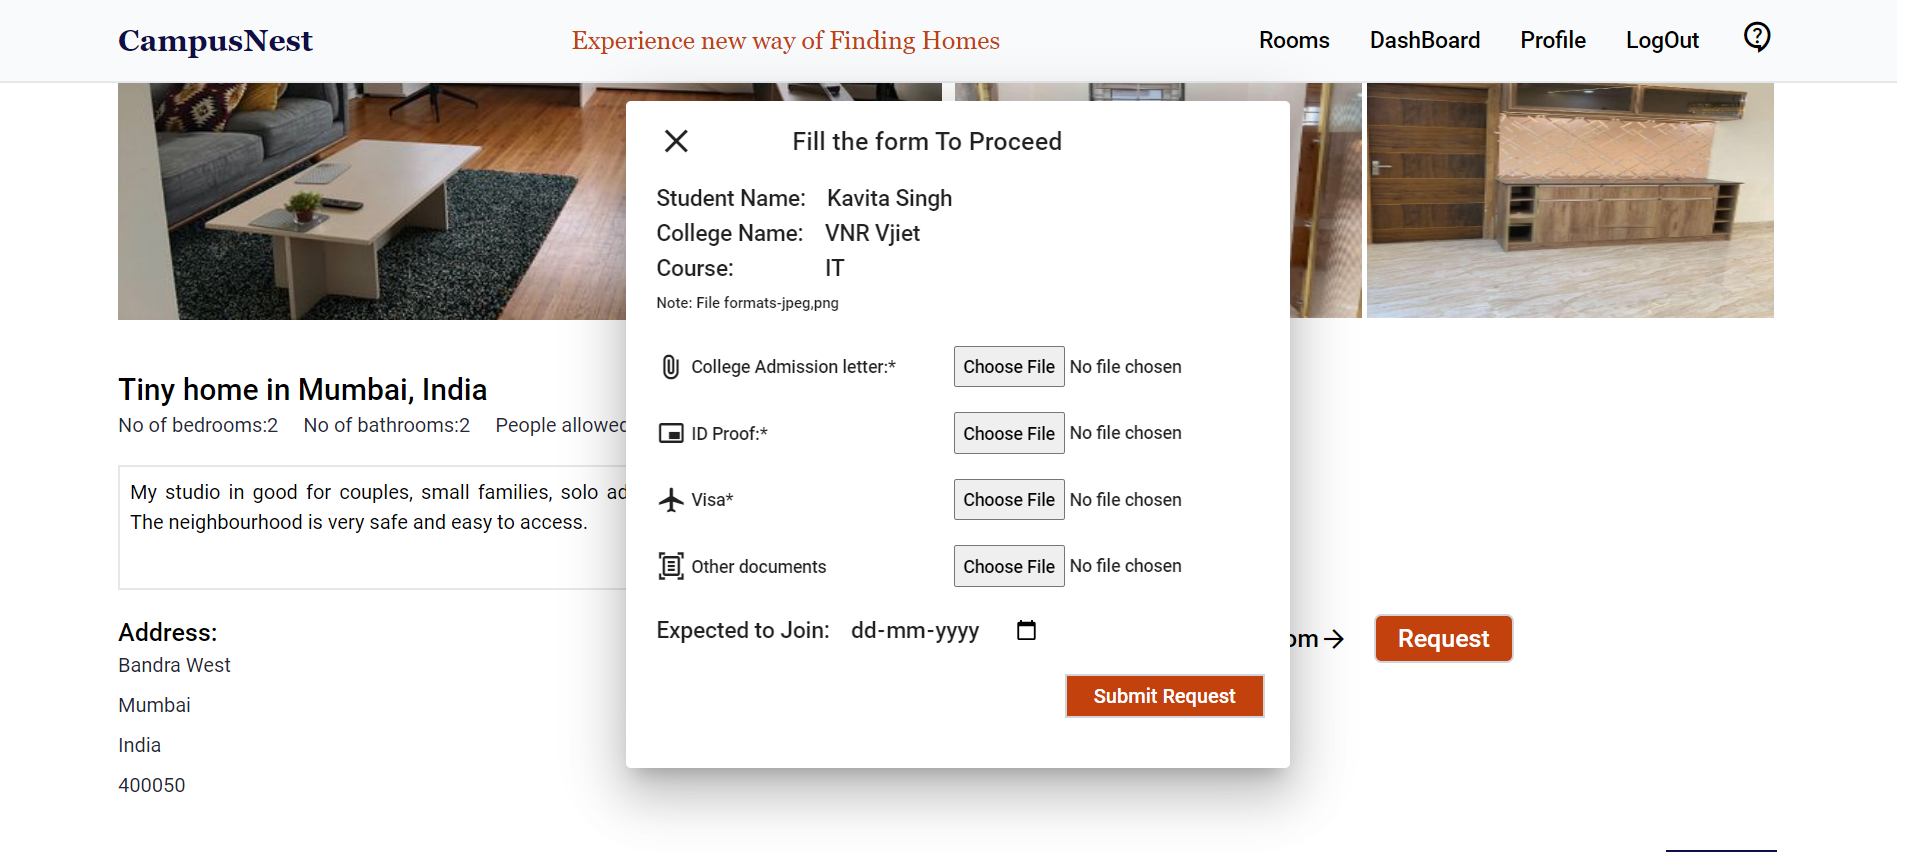 CampusNest
Experience new way of Finding Homes
Rooms DashBoard Profile LogOut
Fill the form To Proceed
Student Name: Kavita Singh
College Name: VNR Vjiet
Course: IT
Note: File formats-jpeg,png
College Admission letter:* Choose File No file chosen
ID Proof:* Choose File No file chosen
Visa* Choose File No file chosen
Other documents Choose File No file chosen
Expected to Join: dd-mm-yyyy
Submit Request
Tiny home in Mumbai, India
No of bedrooms:2 No of bathrooms:2 People allowed
My studio in good for couples, small families, solo
The neighbourhood is very safe and easy to access.
Address:
Bandra West
Mumbai
India
400050
Request